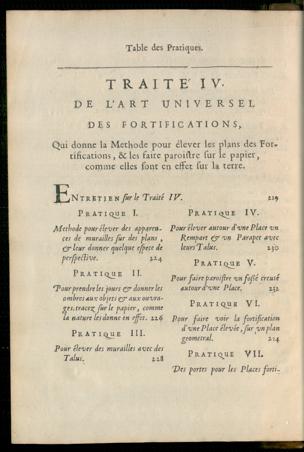 Table des Pratiques.
TRAITÉ IV.
DE L'ART UNIVERSEL
DES FORTIFICATIONS,
Qui donne la Methode pour élever les plans des For-
tifications, & les faire paroistre sur le papier,
comme elles sont en effet sur la terre.
ENTRETIEN sur le Traité IV. 219
PRATIQUE I.
Methode pour élever des apparen-
ces de murailles sur des plans,
& leur donner quelque espece de
perspective. 224
PRATIQUE II.
Pour prendre les jours & donner les
ombres aux objets & aux ouvra-
ges tracez sur le papier, comme
la nature les donne en effet. 226
PRATIQUE III.
Pour élever des murailles avec des
Talus. 228
PRATIQUE IV.
Pour élever autour d'une Place un
Rempart & un Parapet avec
leurs Talus. 230
PRATIQUE V.
Pour faire paroistre un fossé creusé
autour d'une Place, 232
PRATIQUE VI.
Pour faire voir la fortification
d'une Place élevée, sur un plan
geometral. 234
PRATIQUE VII.
Des portes pour les Places forti-